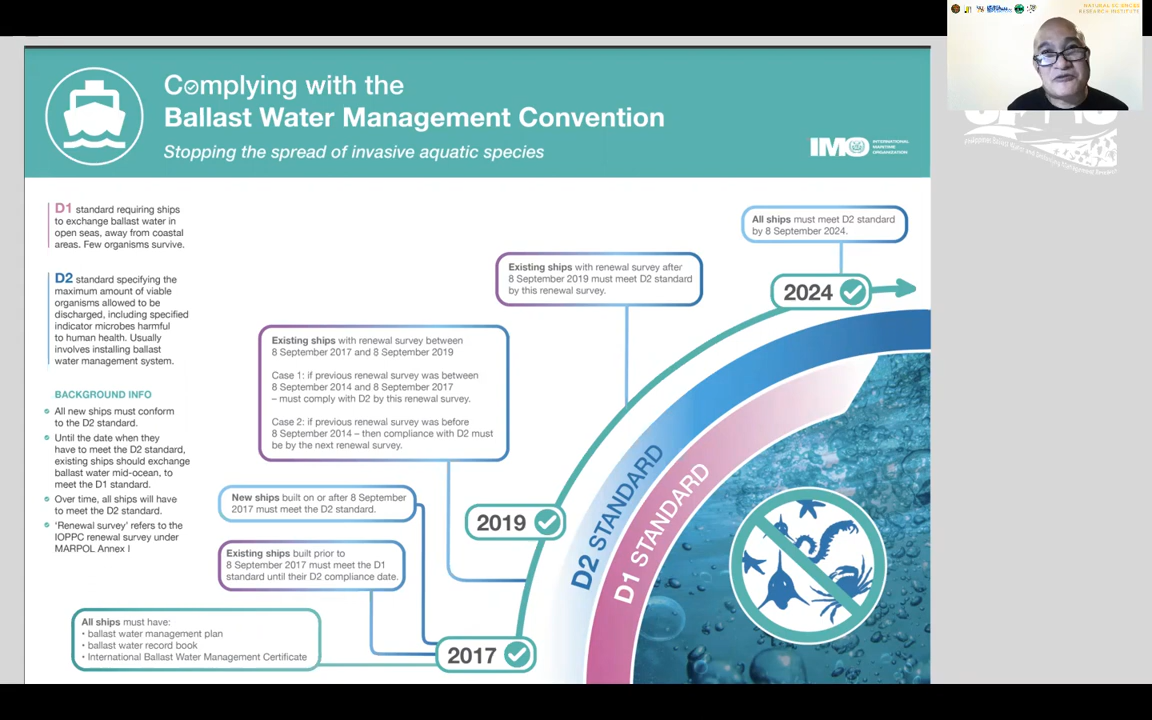 NATURAL SCIENCES
RESEARCH INSTITUTE
Complying with the
Ballast Water Management Convention
Stopping the spread of invasive aquatic species
IMO
INTERNATIONAL
MARITIME
ORGANIZATION
D1 standard requiring ships
to exchange ballast water in
open seas, away from coastal
areas. Few organisms survive.
D2 standard specifying the
maximum amount of viable
organisms allowed to be
discharged, including specified
indicator microbes harmful
to human health. Usually
involves installing ballast
water management system.
BACKGROUND INFO
All new ships must conform
to the D2 standard.
Until the date when they
have to meet the D2 standard,
existing ships should exchange
ballast water mid-ocean, to
meet the D1 standard.
Over time, all ships will have
to meet the D2 standard.
‘Renewal survey’ refers to the
IOPPC renewal survey under
MARPOL Annex I
All ships must meet D2 standard
by 8 September 2024.
2024
Existing ships with renewal survey after
8 September 2019 must meet D2 standard
by this renewal survey.
Existing ships with renewal survey between
8 September 2017 and 8 September 2019
Case 1: if previous renewal survey was between
8 September 2014 and 8 September 2017
– must comply with D2 by this renewal survey.
Case 2: if previous renewal survey was before
8 September 2014 – then compliance with D2 must
be by the next renewal survey.
New ships built on or after 8 September
2017 must meet the D2 standard.
2019
Existing ships built prior to
8 September 2017 must meet the D1
standard until their D2 compliance date.
All ships must have:
• ballast water management plan
• ballast water record book
• International Ballast Water Management Certificate
2017
D2 STANDARD
D1 STANDARD